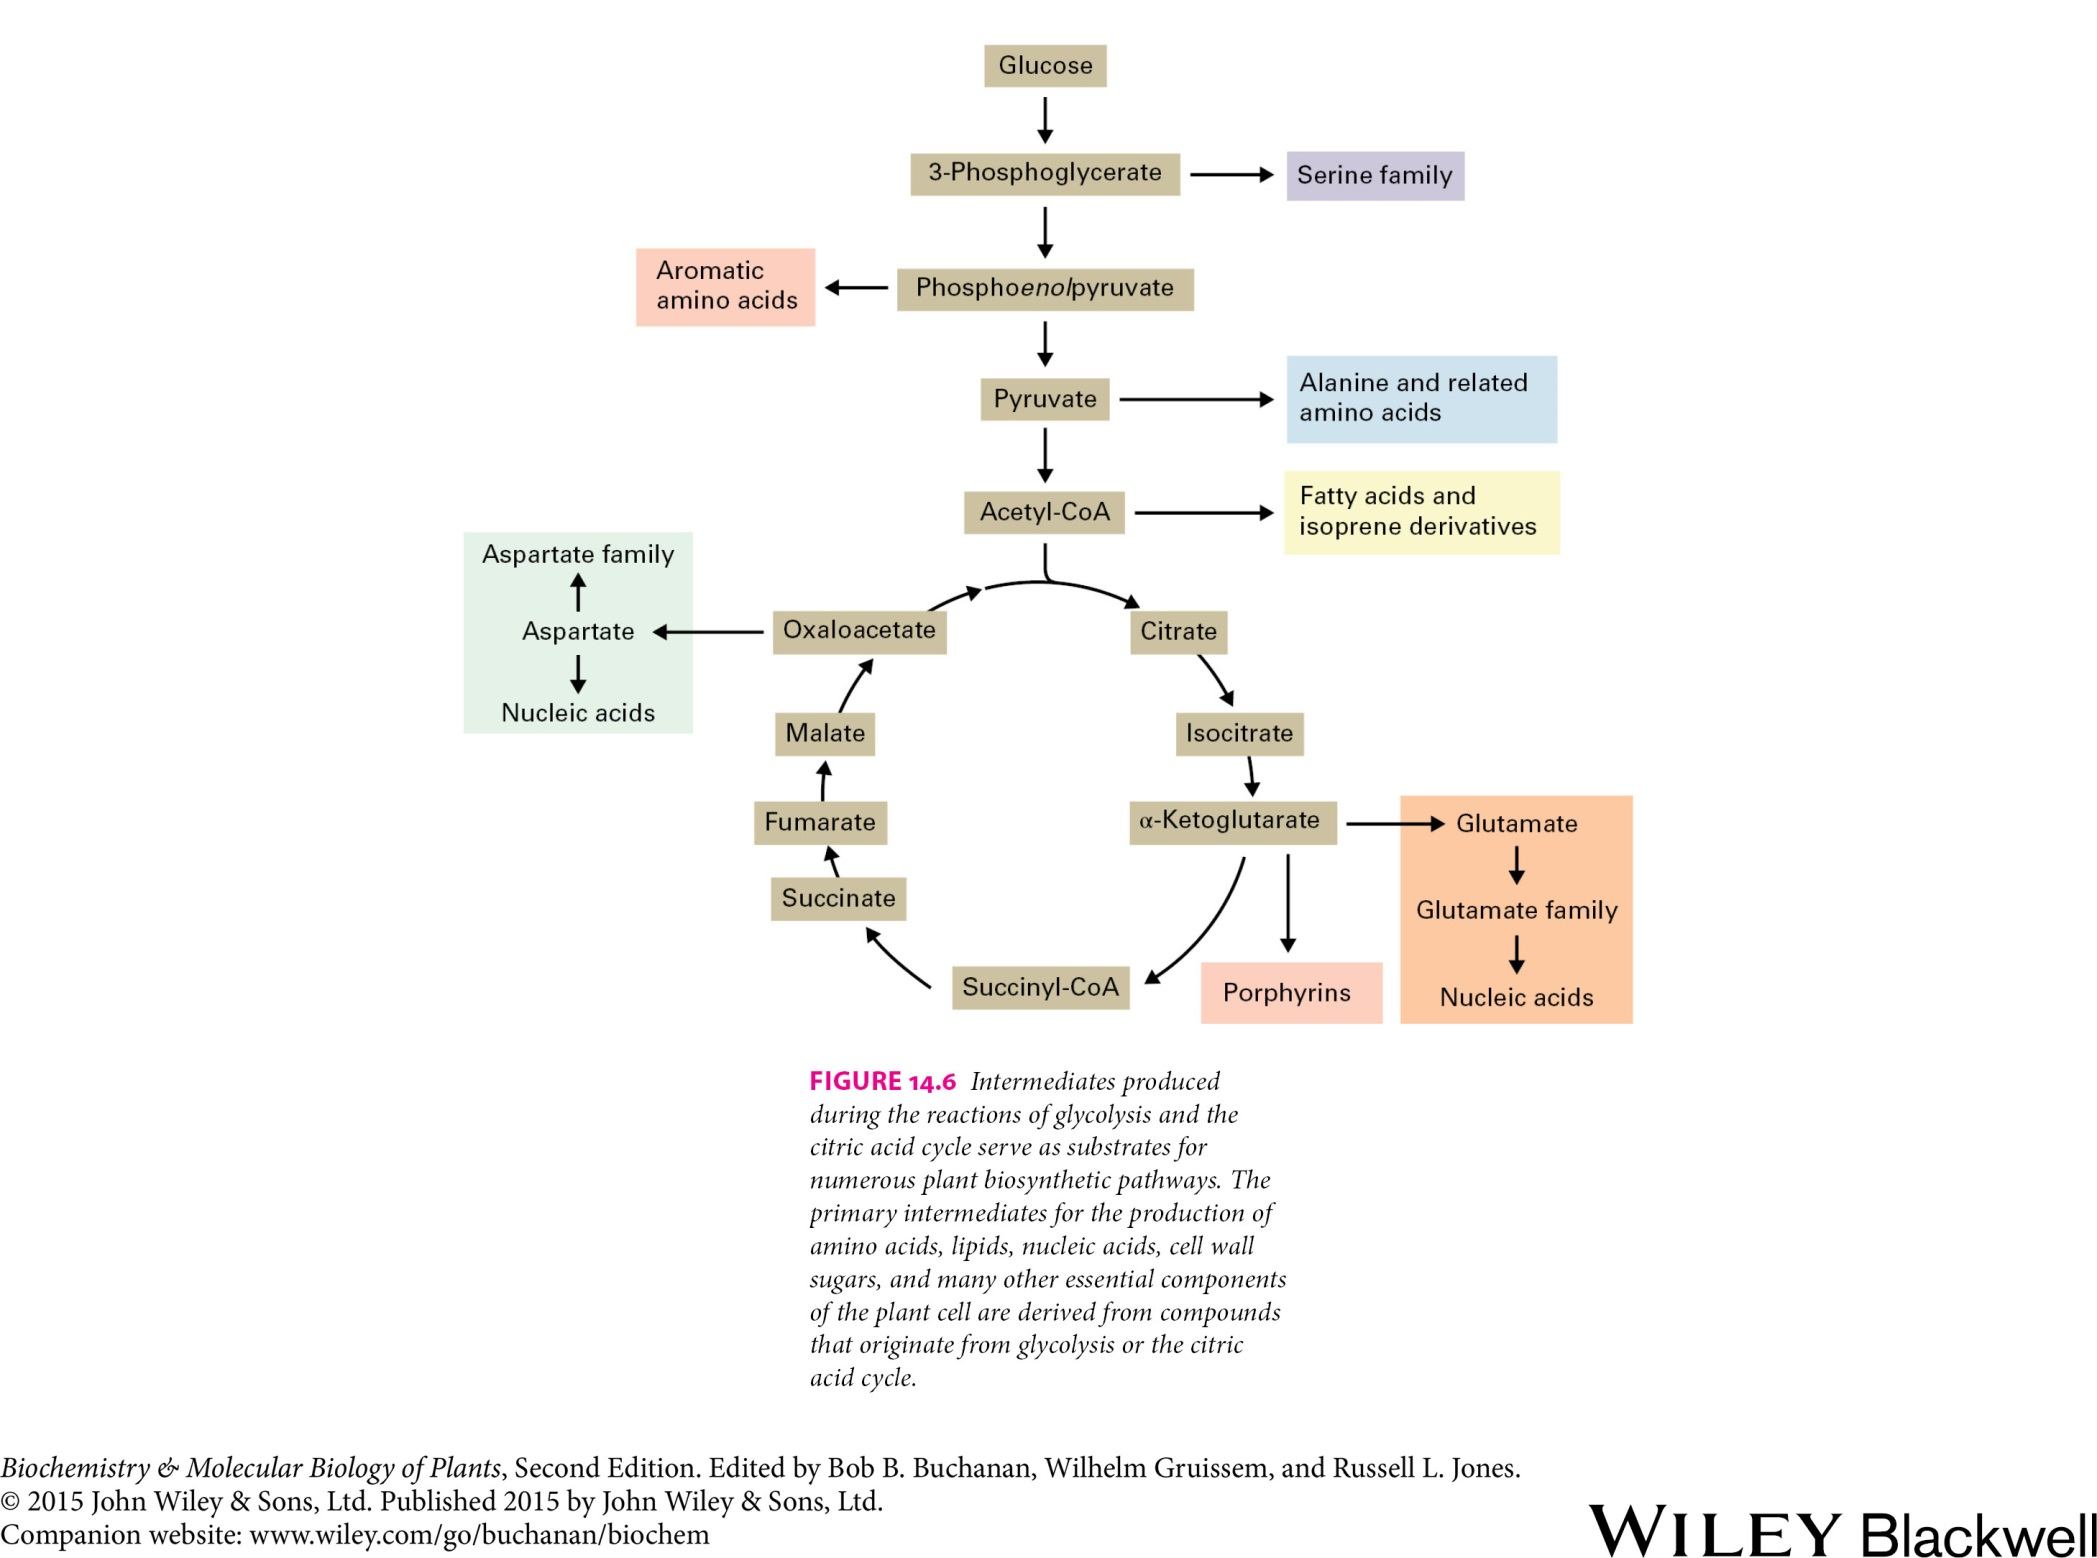 Glucose
3-Phosphoglycerate
Serine family
Aromatic
amino acids
Phosphoenolpyruvate
Pyruvate
Alanine and related
amino acids
Acetyl-CoA
Fatty acids and
isoprene derivatives
Aspartate family
Aspartate
Nucleic acids
Oxaloacetate
Citrate
Malate
Isocitrate
Fumarate
α-Ketoglutarate
Glutamate
Succinate
Glutamate family
Succinyl-CoA
Porphyrins
Nucleic acids
FIGURE 14.6 Intermediates produced
during the reactions of glycolysis and the
citric acid cycle serve as substrates for
numerous plant biosynthetic pathways. The
primary intermediates for the production of
amino acids, lipids, nucleic acids, cell wall
sugars, and many other essential components
of the plant cell are derived from compounds
that originate from glycolysis or the citric
acid cycle.
Biochemistry & Molecular Biology of Plants, Second Edition. Edited by Bob B. Buchanan, Wilhelm Gruissem, and Russell L. Jones.
© 2015 John Wiley & Sons, Ltd. Published 2015 by John Wiley & Sons, Ltd.
Companion website: www.wiley.com/go/buchanan/biochem
WILEY Blackwell